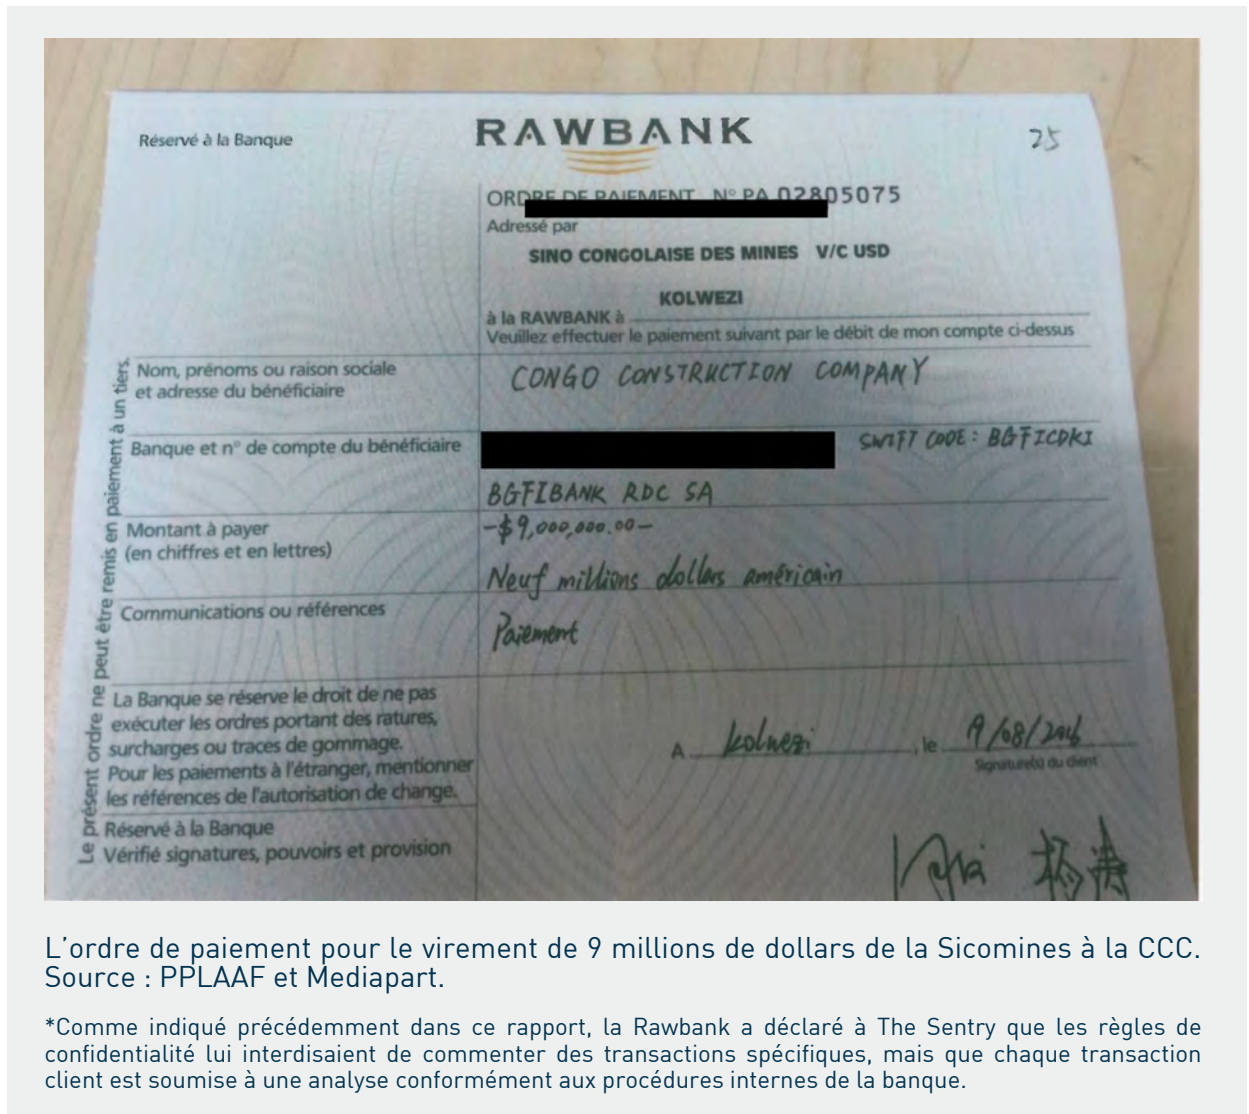 Réservé à la Banque
RAWBANK
25
ORDRE DE PAIEMENT N° PA 02805075
Adressé par
SINO CONGOLAISE DES MINES V/C USD
KOLWEZI
à la RAWBANK à
Veuillez effectuer le paiement suivant par le débit de mon compte ci-dessus
Nom, prénoms ou raison sociale
et adresse du bénéficiaire
CONGO CONSTRUCTION COMPANY
Banque et n° de compte du bénéficiaire
SWIFT CODE : BGFICDKI
BGFIBANK RDC SA
Montant à payer
(en chiffres et en lettres)
-$9,000,000.00-
Neuf millions dollars américain
Communications ou références
Paiement
La Banque se réserve le droit de ne pas
exécuter les ordres portant des ratures,
surcharges ou traces de gommage.
Pour les paiements à l'étranger, mentionner
les références de l'autorisation de change.
A kolwezi, le 9/08/2016
Signature(s) du client
Réservé à la Banque
Vérifié signatures, pouvoirs et provision
Le présent ordre ne peut être remis en paiement à un tiers.
L'ordre de paiement pour le virement de 9 millions de dollars de la Sicomines à la CCC.
Source : PPLAAF et Mediapart.
*Comme indiqué précédemment dans ce rapport, la Rawbank a déclaré à The Sentry que les règles de
confidentialité lui interdisaient de commenter des transactions spécifiques, mais que chaque transaction
client est soumise à une analyse conformément aux procédures internes de la banque.